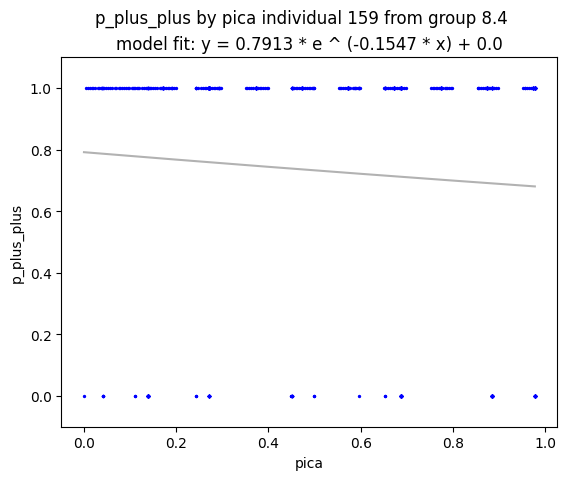 p_plus_plus by pica individual 159 from group 8.4
model fit: y = 0.7913 * e ^ (-0.1547 * x) + 0.0
1.0
0.8
0.6
0.4
0.2
0.0
p_plus_plus
0.0 0.2 0.4 0.6 0.8 1.0
pica